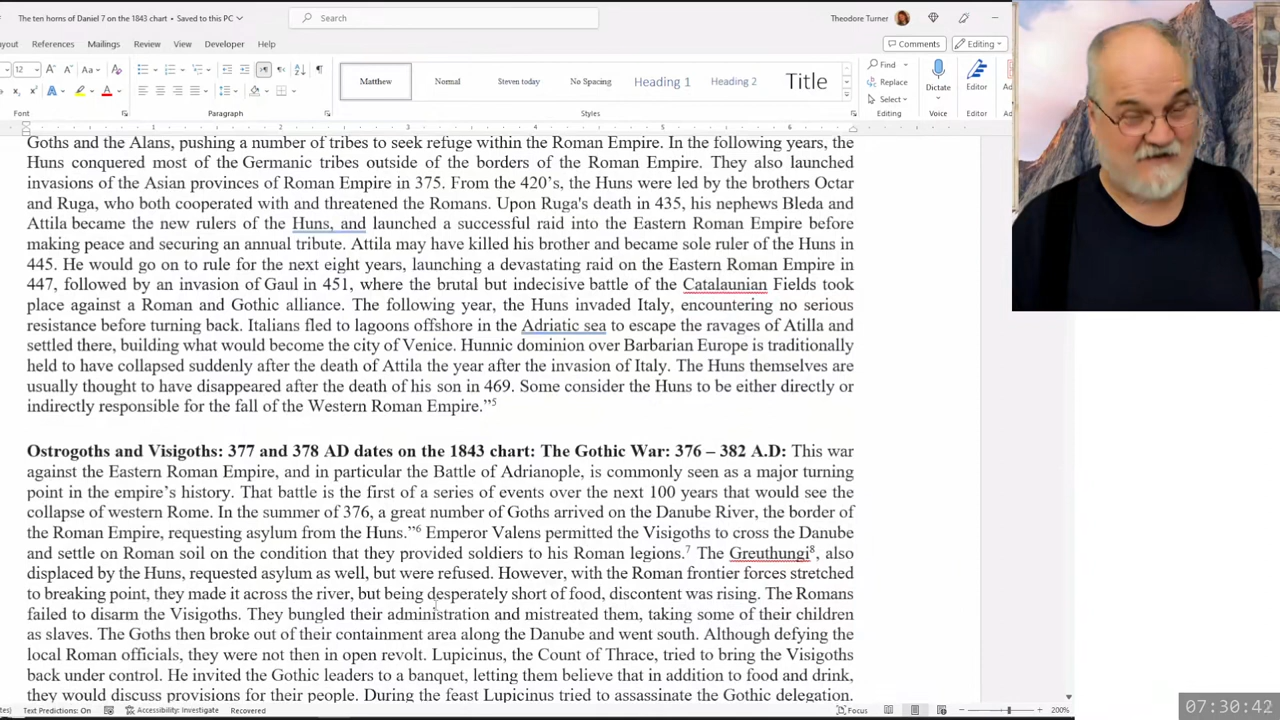 The ten horns of Daniel 7 on the 1843 chart • Saved to this PC
Search
Theodore Turner
References Mailings Review View Developer Help
Comments
Editing
12
Aa
Find
Replace
Select
Dictate
Editor
Matthew
Normal
Steven today
No Spacing
Heading 1
Heading 2
Title
Font
Paragraph
Styles
Editing
Voice
Editor
Goths and the Alans, pushing a number of tribes to seek refuge within the Roman Empire. In the following years, the
Huns conquered most of the Germanic tribes outside of the borders of the Roman Empire. They also launched
invasions of the Asian provinces of Roman Empire in 375. From the 420’s, the Huns were led by the brothers Octar
and Ruga, who both cooperated with and threatened the Romans. Upon Ruga's death in 435, his nephews Bleda and
Attila became the new rulers of the Huns, and launched a successful raid into the Eastern Roman Empire before
making peace and securing an annual tribute. Attila may have killed his brother and became sole ruler of the Huns in
445. He would go on to rule for the next eight years, launching a devastating raid on the Eastern Roman Empire in
447, followed by an invasion of Gaul in 451, where the brutal but indecisive battle of the Catalaunian Fields took
place against a Roman and Gothic alliance. The following year, the Huns invaded Italy, encountering no serious
resistance before turning back. Italians fled to lagoons offshore in the Adriatic sea to escape the ravages of Atilla and
settled there, building what would become the city of Venice. Hunnic dominion over Barbarian Europe is traditionally
held to have collapsed suddenly after the death of Attila the year after the invasion of Italy. The Huns themselves are
usually thought to have disappeared after the death of his son in 469. Some consider the Huns to be either directly or
indirectly responsible for the fall of the Western Roman Empire.”5
Ostrogoths and Visigoths: 377 and 378 AD dates on the 1843 chart: The Gothic War: 376 – 382 A.D: This war
against the Eastern Roman Empire, and in particular the Battle of Adrianople, is commonly seen as a major turning
point in the empire’s history. That battle is the first of a series of events over the next 100 years that would see the
collapse of western Rome. In the summer of 376, a great number of Goths arrived on the Danube River, the border of
the Roman Empire, requesting asylum from the Huns.”6 Emperor Valens permitted the Visigoths to cross the Danube
and settle on Roman soil on the condition that they provided soldiers to his Roman legions.7 The Greuthungi8, also
displaced by the Huns, requested asylum as well, but were refused. However, with the Roman frontier forces stretched
to breaking point, they made it across the river, but being desperately short of food, discontent was rising. The Romans
failed to disarm the Visigoths. They bungled their administration and mistreated them, taking some of their children
as slaves. The Goths then broke out of their containment area along the Danube and went south. Although defying the
local Roman officials, they were not then in open revolt. Lupicinus, the Count of Thrace, tried to bring the Visigoths
back under control. He invited the Gothic leaders to a banquet, letting them believe that in addition to food and drink,
they would discuss provisions for their people. During the feast Lupicinus tried to assassinate the Gothic delegation.
Text Predictions: On
Accessibility: Investigate
Recovered
Focus
200%
07:30:42